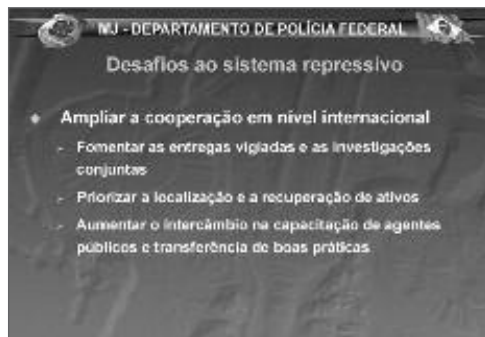 MJ - DEPARTAMENTO DE POLÍCIA FEDERAL
Desafios ao sistema repressivo
Ampliar a cooperação em nível internacional
Fomentar as entregas vigiadas e as investigações
conjuntas
Priorizar a localização e a recuperação de ativos
Aumentar o intercâmbio na capacitação de agentes
públicos e transferência de boas práticas